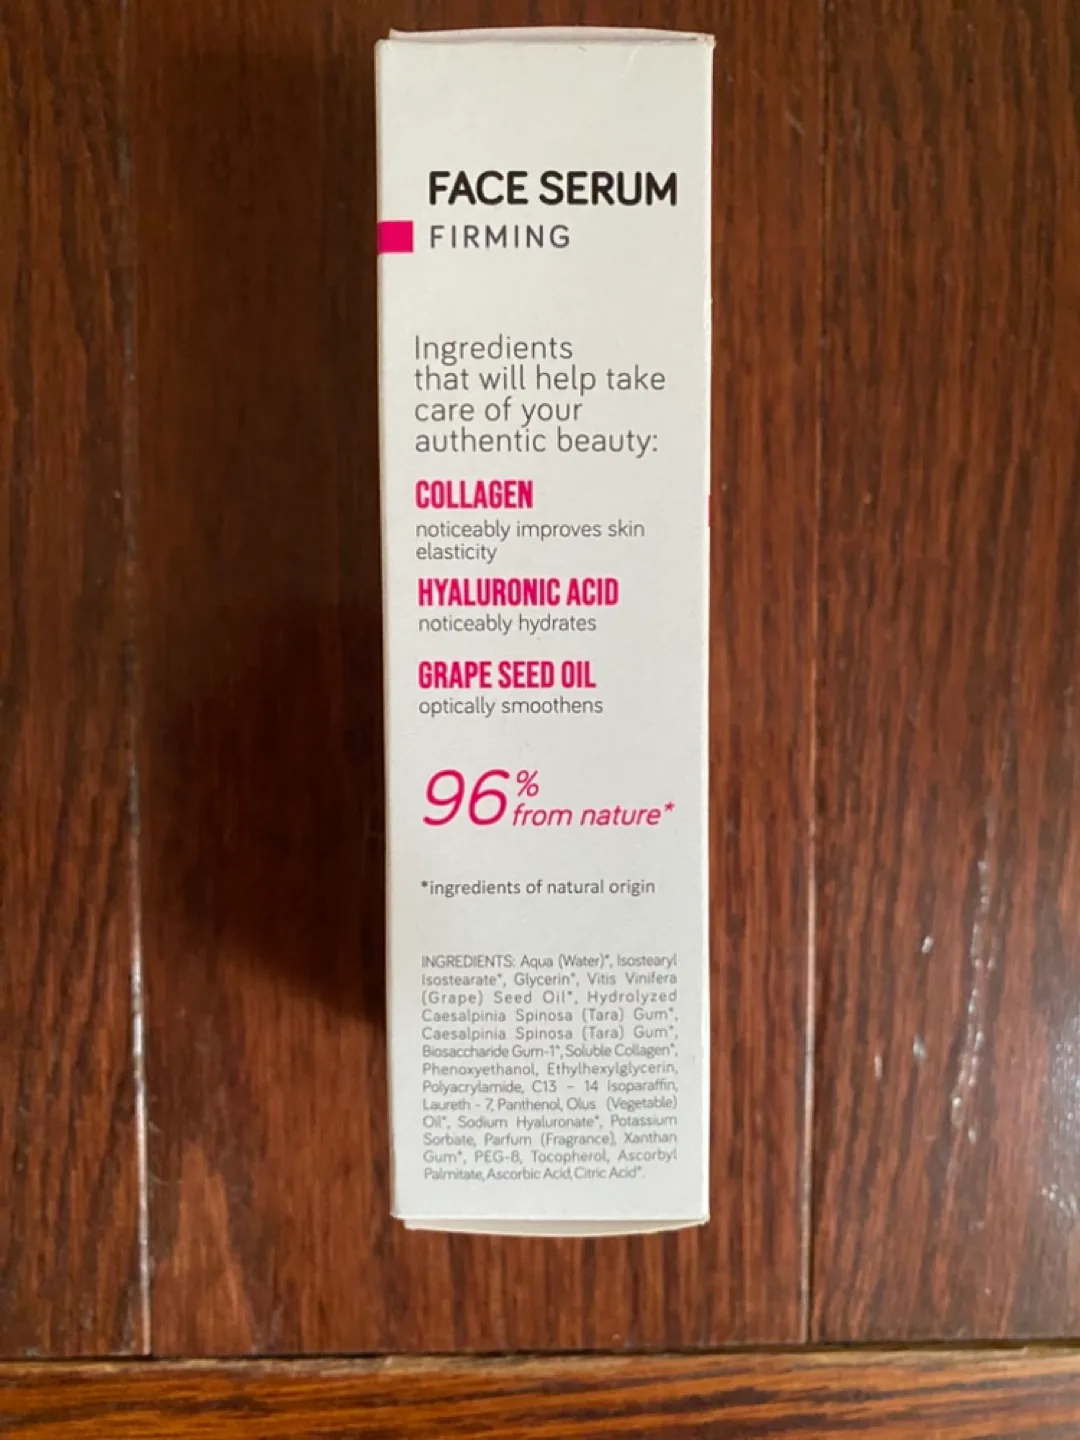 FACE SERUM
FIRMING
Ingredients
that will help take
care of your
authentic beauty:
COLLAGEN
noticeably improves skin
elasticity
HYALURONIC ACID
noticeably hydrates
GRAPE SEED OIL
optically smoothens
96%
from nature*
*ingredients of natural origin
INGREDIENTS: Aqua (Water)*, Isostearyl
Isostearate*, Glycerin*, Vitis Vinifera
(Grape) Seed Oil*, Hydrolyzed
Caesalpinia Spinosa (Tara) Gum*,
Caesalpinia Spinosa (Tara) Gum*,
Biosaccharide Gum-1*, Soluble Collagen*,
Phenoxyethanol, Ethylhexylglycerin,
Polyacrylamide, C13 - 14 Isoparaffin,
Laureth - 7, Panthenol, Olus (Vegetable)
Oil*, Sodium Hyaluronate*, Potassium
Sorbate, Parfum (Fragrance), Xanthan
Gum*, PEG-8, Tocopherol, Ascorbyl
Palmitate, Ascorbic Acid, Citric Acid*.